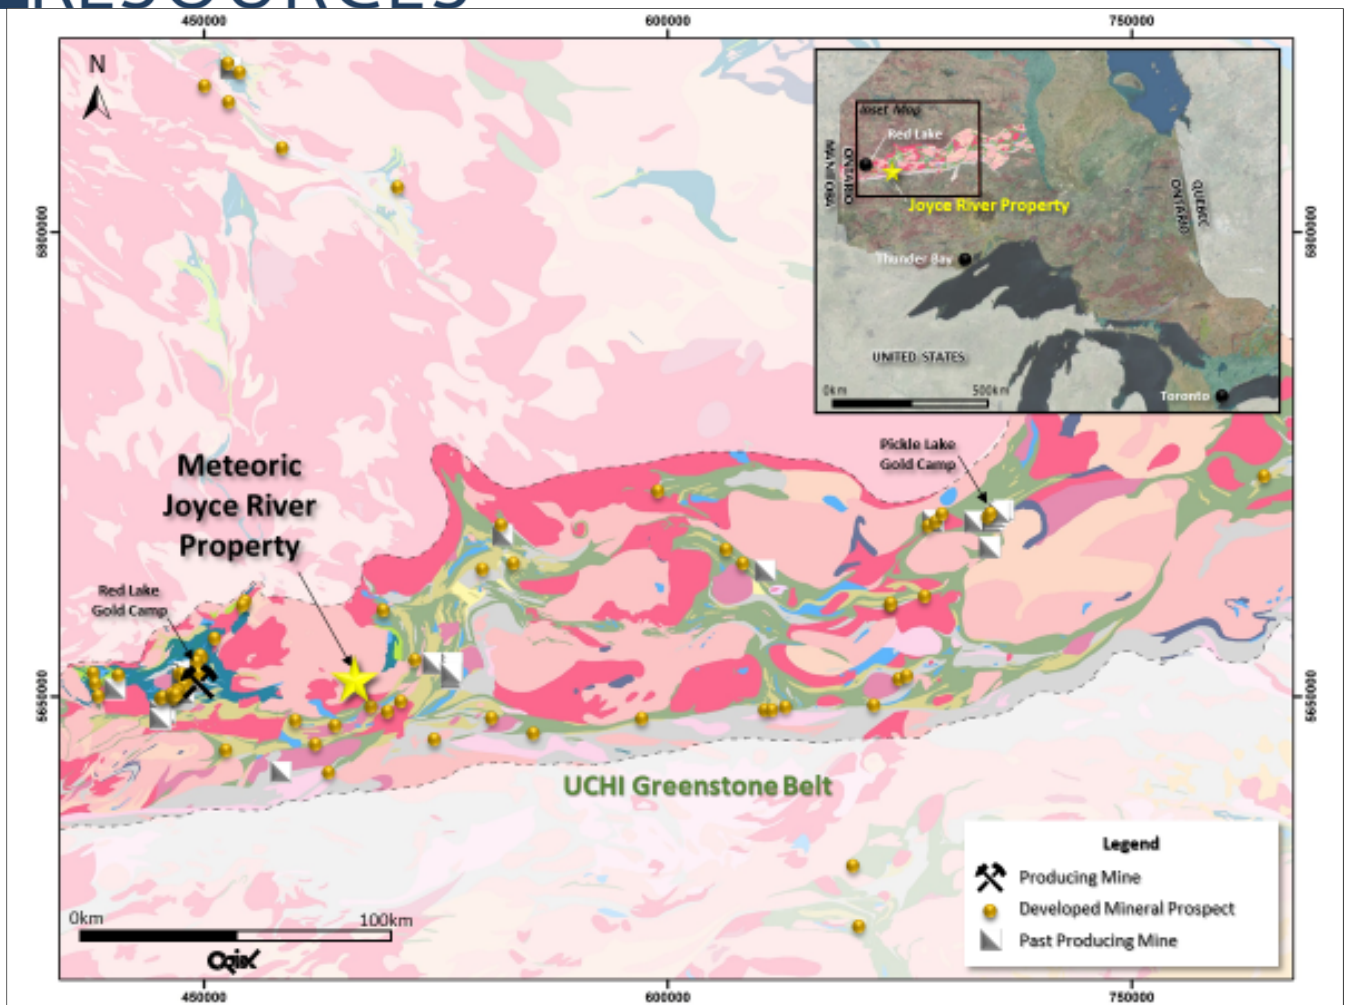 RESOURCES
450000
600000
750000
N
Inset Map
Red Lake
MANITOBA
ONTARIO
QUEBEC
ONTARIO
Joyce River Property
Thunder Bay
UNITED STATES
0km
500km
Toronto
5800000
5800000
Pickle Lake
Gold Camp
Meteoric
Joyce River
Property
Red Lake
Gold Camp
5650000
5650000
UCHI Greenstone Belt
Legend
Producing Mine
Developed Mineral Prospect
Past Producing Mine
0km
100km
450000
600000
750000